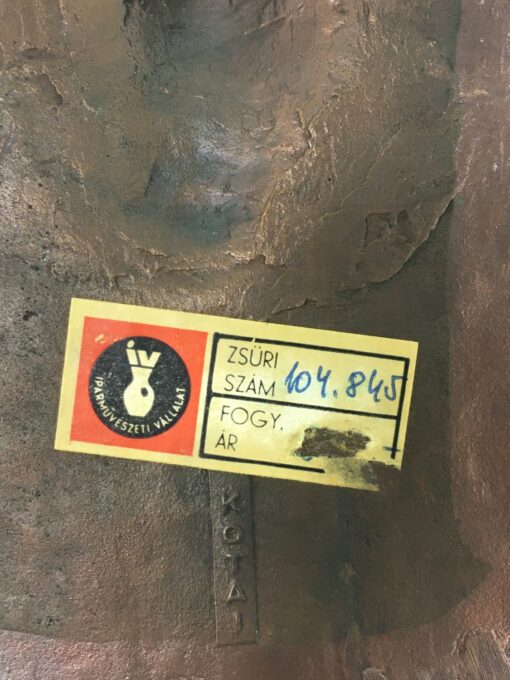 iv
IPARMŰVÉSZETI VÁLLALAT
ZSÜRI
SZÁM 104.845
FOGY.
ÁR
KOTAI